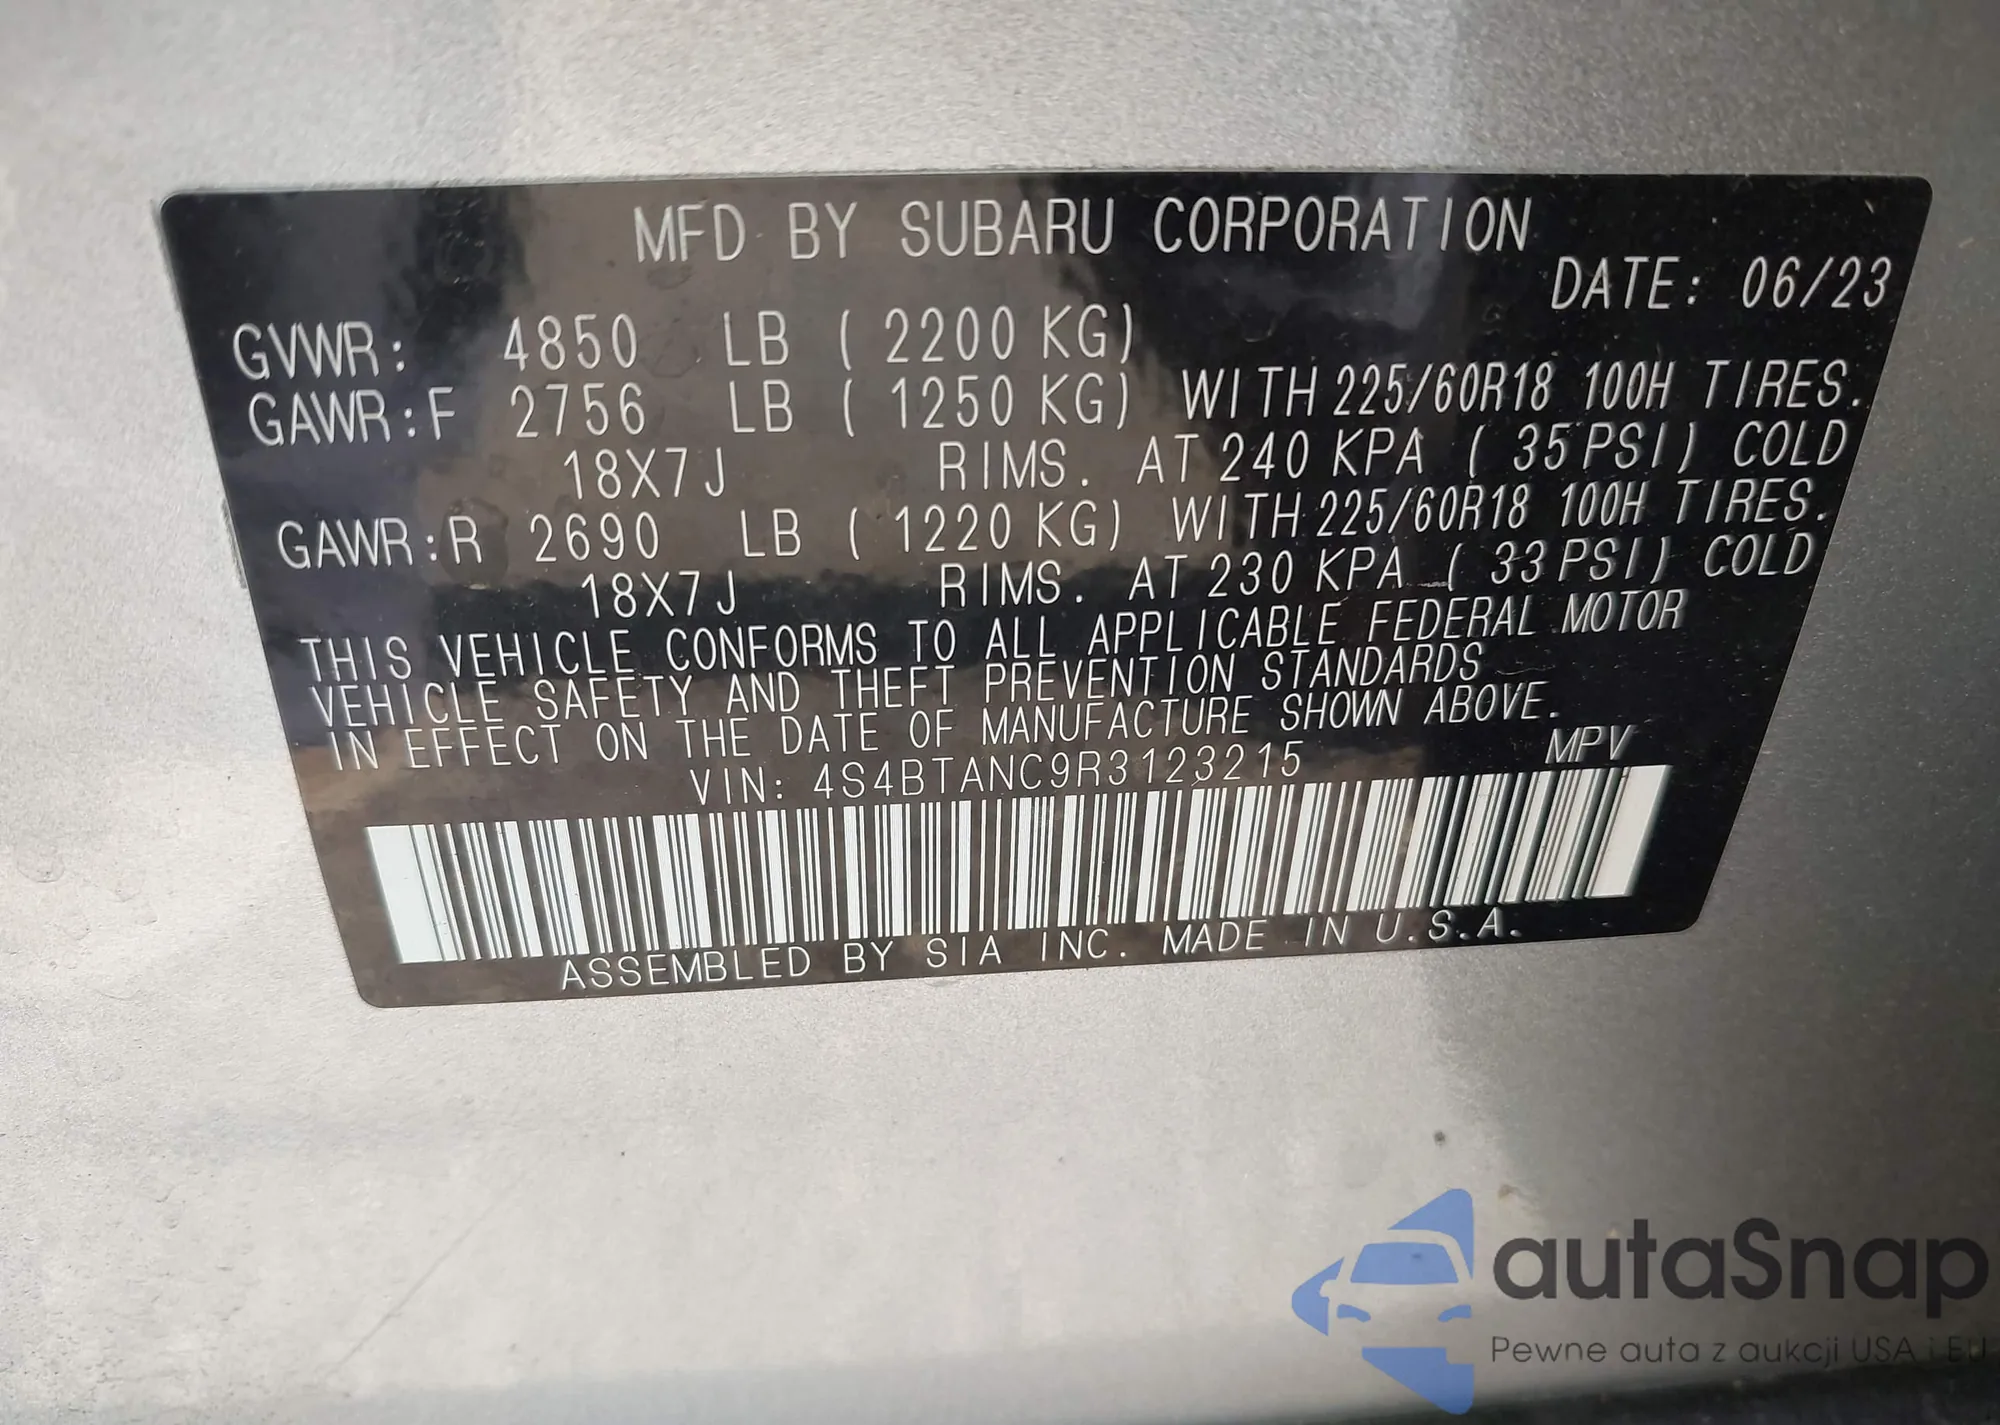 MFD BY SUBARU CORPORATION
DATE: 06/23
GVWR: 4850 LB ( 2200 KG)
GAWR:F 2756 LB ( 1250 KG) WITH 225/60R18 100H TIRES.
18X7J RIMS. AT 240 KPA ( 35 PSI) COLD
GAWR:R 2690 LB ( 1220 KG) WITH 225/60R18 100H TIRES.
18X7J RIMS. AT 230 KPA ( 33 PSI) COLD
THIS VEHICLE CONFORMS TO ALL APPLICABLE FEDERAL MOTOR
VEHICLE SAFETY AND THEFT PREVENTION STANDARDS
IN EFFECT ON THE DATE OF MANUFACTURE SHOWN ABOVE.
VIN: 4S4BTANC9R3123215 MPV
ASSEMBLED BY SIA INC. MADE IN U.S.A.
autaSnap
Pewne auta z aukcji USA i EU